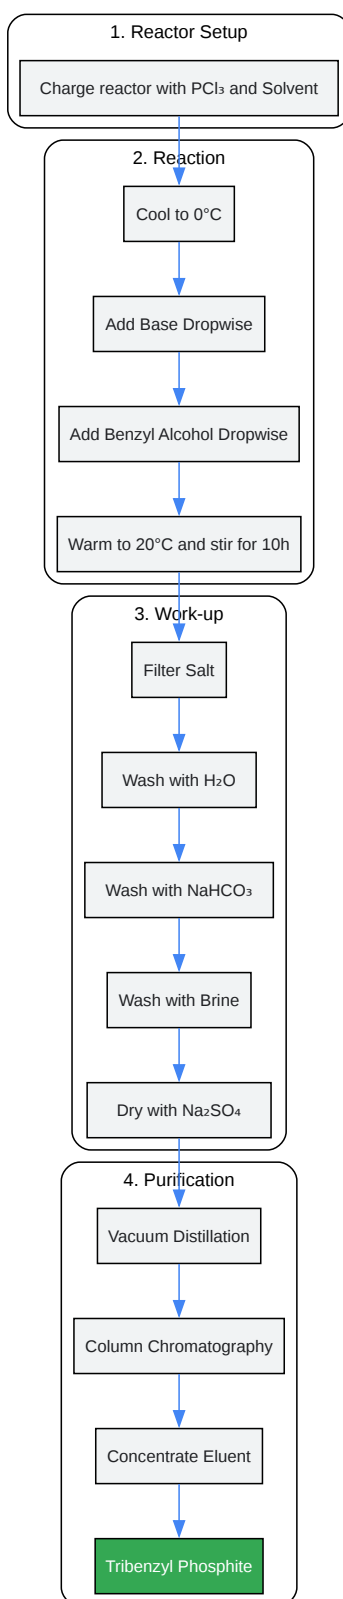 1. Reactor Setup
Charge reactor with PCl₃ and Solvent
2. Reaction
Cool to 0°C
Add Base Dropwise
Add Benzyl Alcohol Dropwise
Warm to 20°C and stir for 10h
3. Work-up
Filter Salt
Wash with H₂O
Wash with NaHCO₃
Wash with Brine
Dry with Na₂SO₄
4. Purification
Vacuum Distillation
Column Chromatography
Concentrate Eluent
Tribenzyl Phosphite